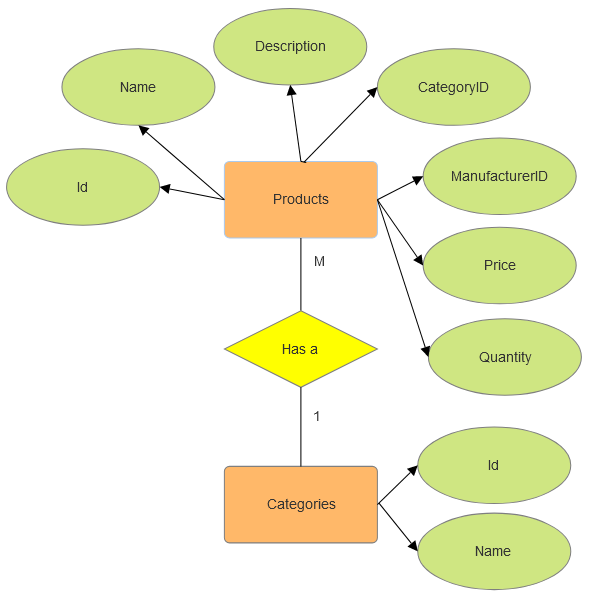 Description
Name
CategoryID
Id
Products
ManufacturerID
M
Price
Has a
Quantity
1
Id
Categories
Name